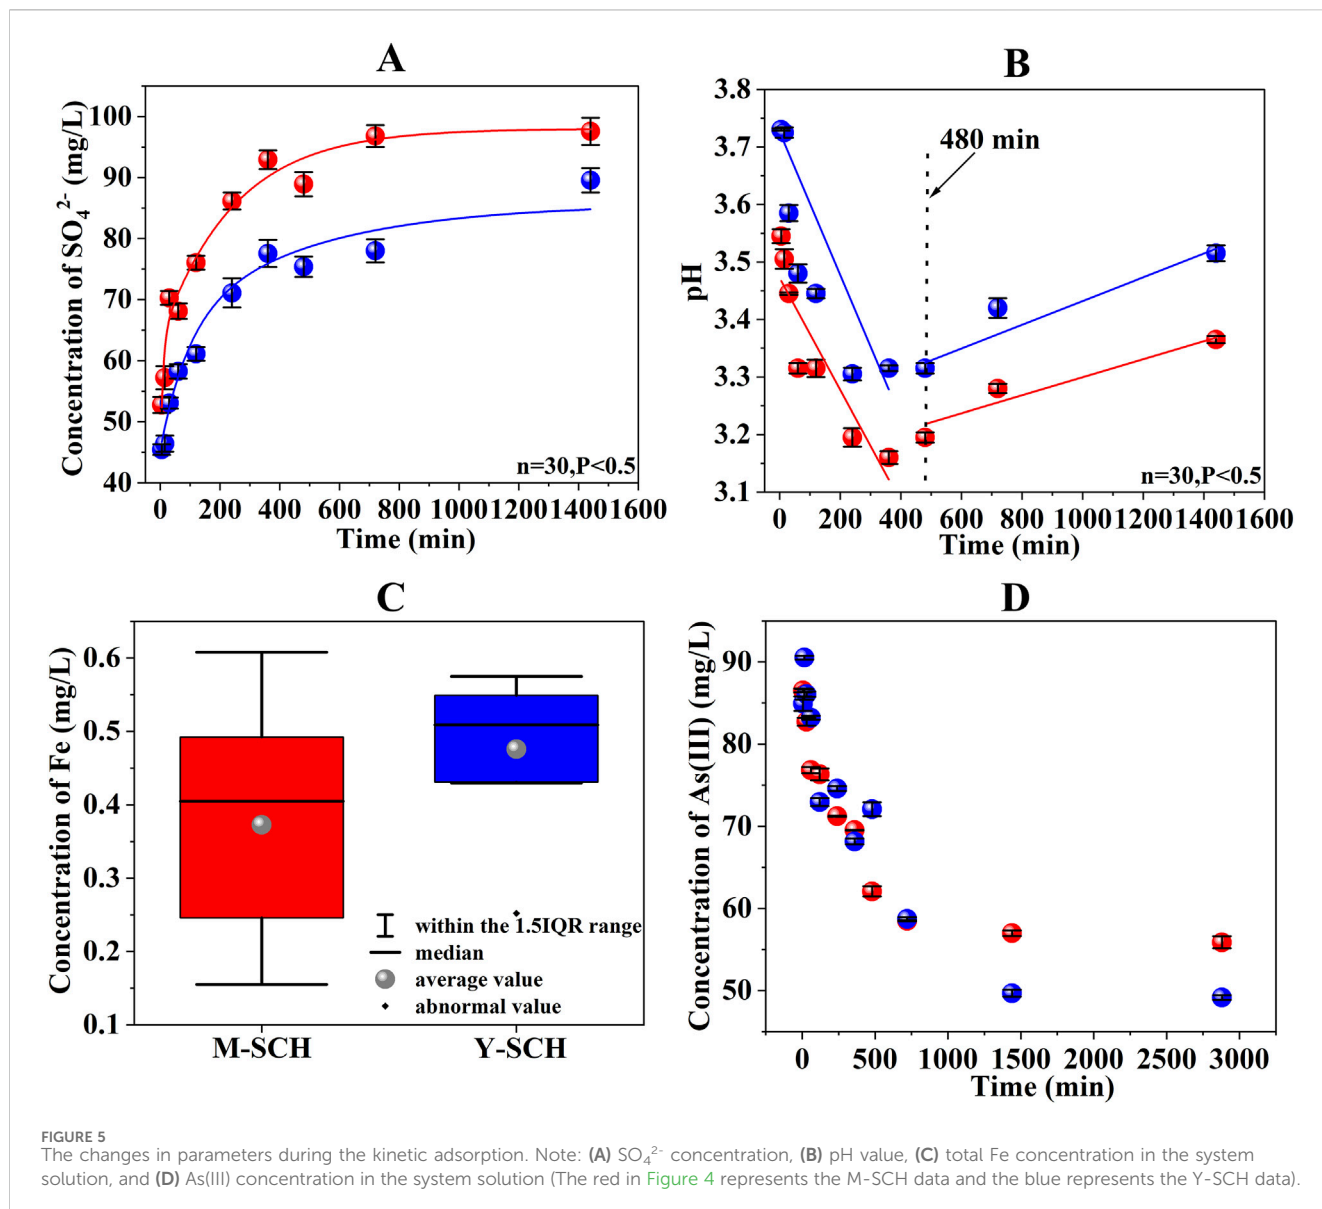 A
Concentration of SO₄²⁻ (mg/L)
100
90
80
70
60
50
40
n=30,P<0.5
0 200 400 600 800 1000 1200 1400 1600
Time (min)
B
pH
3.8
3.7
3.6
3.5
3.4
3.3
3.2
3.1
480 min
n=30,P<0.5
0 200 400 600 800 1000 1200 1400 1600
Time (min)
C
Concentration of Fe (mg/L)
0.6
0.5
0.4
0.3
0.2
0.1
within the 1.5IQR range
median
average value
abnormal value
M-SCH Y-SCH
D
Concentration of As(III) (mg/L)
90
80
70
60
50
0 500 1000 1500 2000 2500 3000
Time (min)
FIGURE 5
The changes in parameters during the kinetic adsorption. Note: (A) SO₄²⁻ concentration, (B) pH value, (C) total Fe concentration in the system
solution, and (D) As(III) concentration in the system solution (The red in Figure 4 represents the M-SCH data and the blue represents the Y-SCH data).